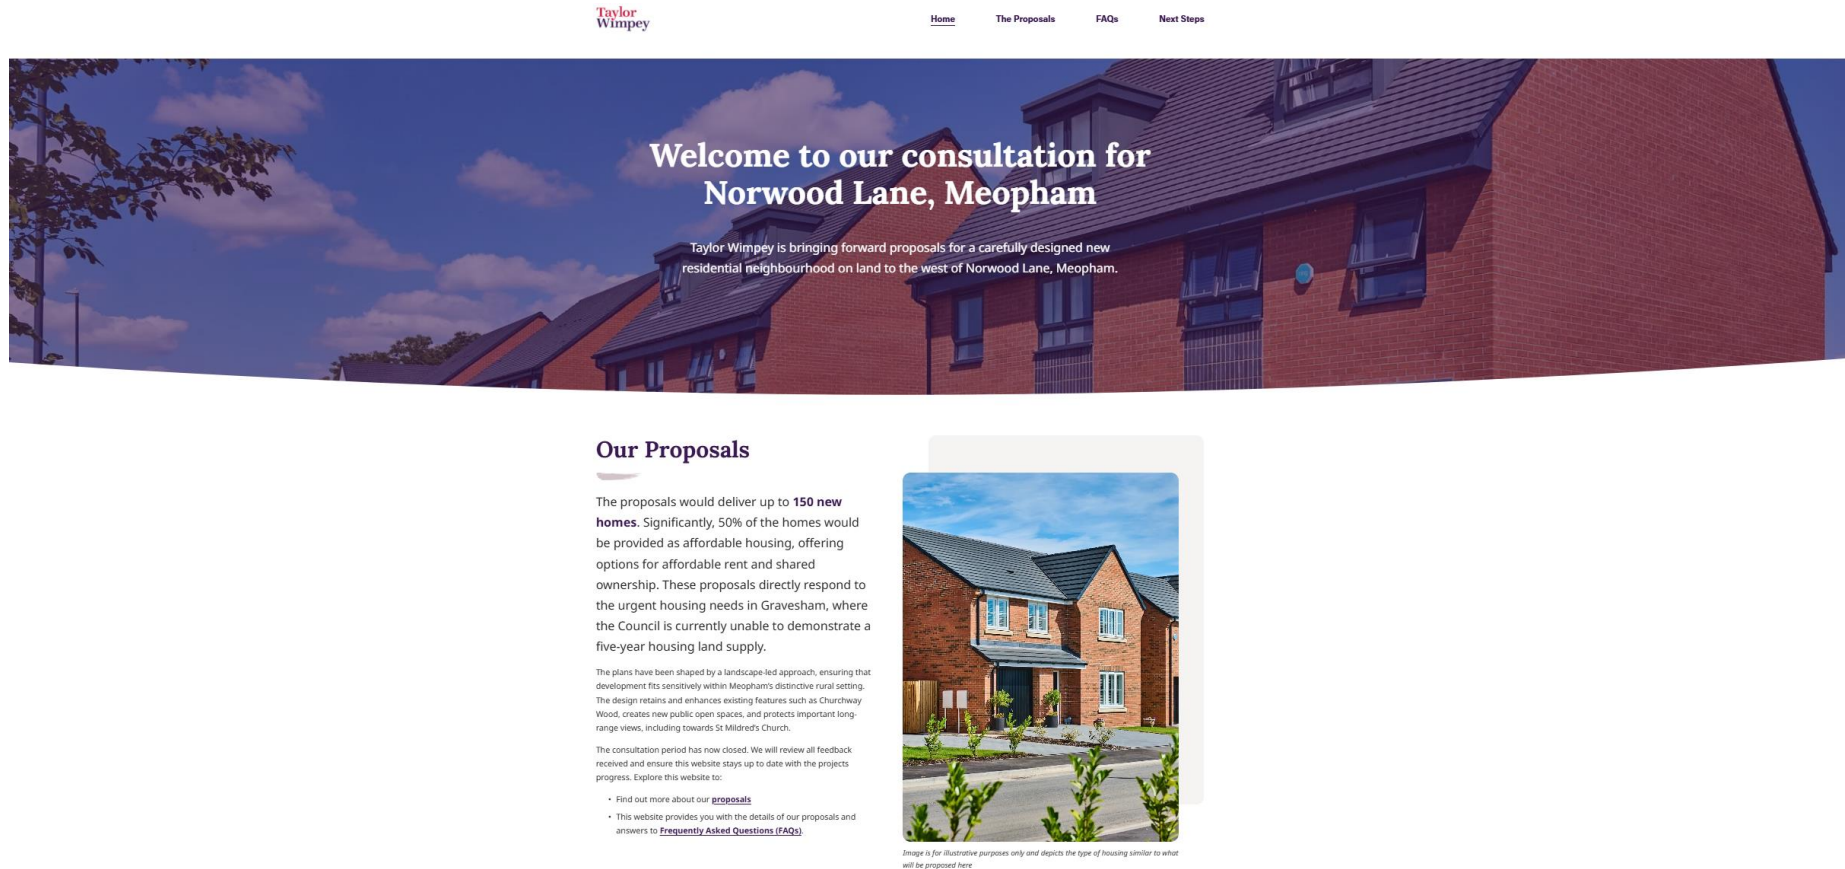 Taylor
Wimpey
Home
The Proposals
FAQs
Next Steps
Welcome to our consultation for
Norwood Lane, Meopham
Taylor Wimpey is bringing forward proposals for a carefully designed new
residential neighbourhood on land to the west of Norwood Lane, Meopham.
Our Proposals
The proposals would deliver up to 150 new
homes. Significantly, 50% of the homes would
be provided as affordable housing, offering
options for affordable rent and shared
ownership. These proposals directly respond to
the urgent housing needs in Gravesham, where
the Council is currently unable to demonstrate a
five-year housing land supply.
The plans have been shaped by a landscape-led approach, ensuring that
development fits sensitively within Meopham's distinctive rural setting.
The design retains and enhances existing features such as Churchway
Wood, creates new public open spaces, and protects important long-
range views, including towards St Mildred's Church.
The consultation period has now closed. We will review all feedback
received and ensure this website stays up to date with the projects
progress. Explore this website to:
• Find out more about our proposals
• This website provides you with the details of our proposals and
answers to Frequently Asked Questions (FAQs).
Image is for illustrative purposes only and depicts the type of housing similar to what
will be proposed here